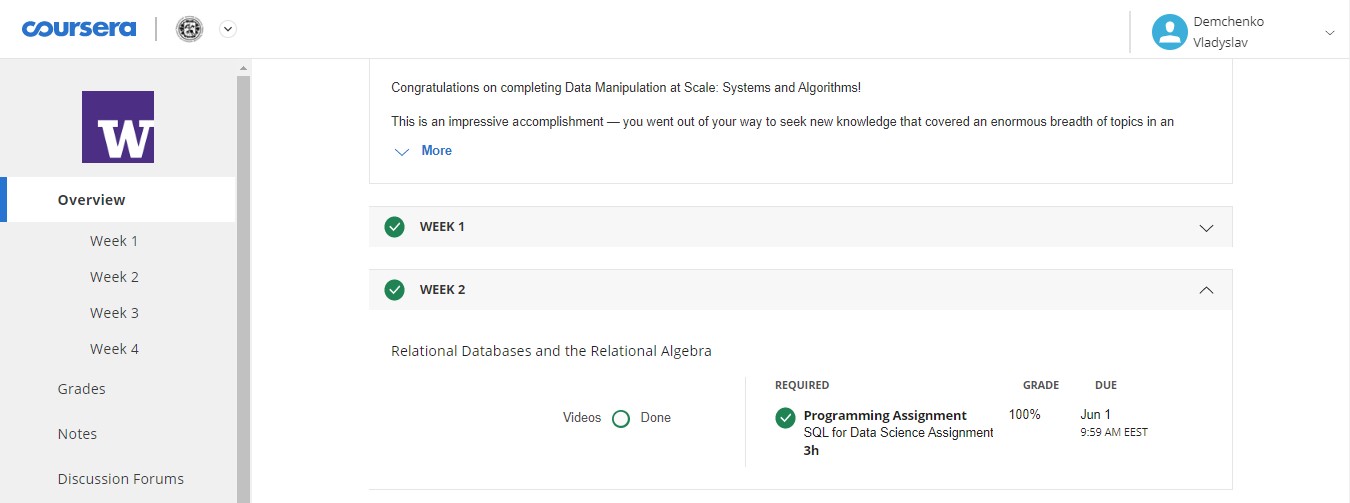 coursera
Demchenko
Vladyslav
W
Overview
Week 1
Week 2
Week 3
Week 4
Grades
Notes
Discussion Forums
Congratulations on completing Data Manipulation at Scale: Systems and Algorithms!
This is an impressive accomplishment — you went out of your way to seek new knowledge that covered an enormous breadth of topics in an
More
WEEK 1
WEEK 2
Relational Databases and the Relational Algebra
Videos Done
REQUIRED GRADE DUE
Programming Assignment 100% Jun 1
SQL for Data Science Assignment 9:59 AM EEST
3h